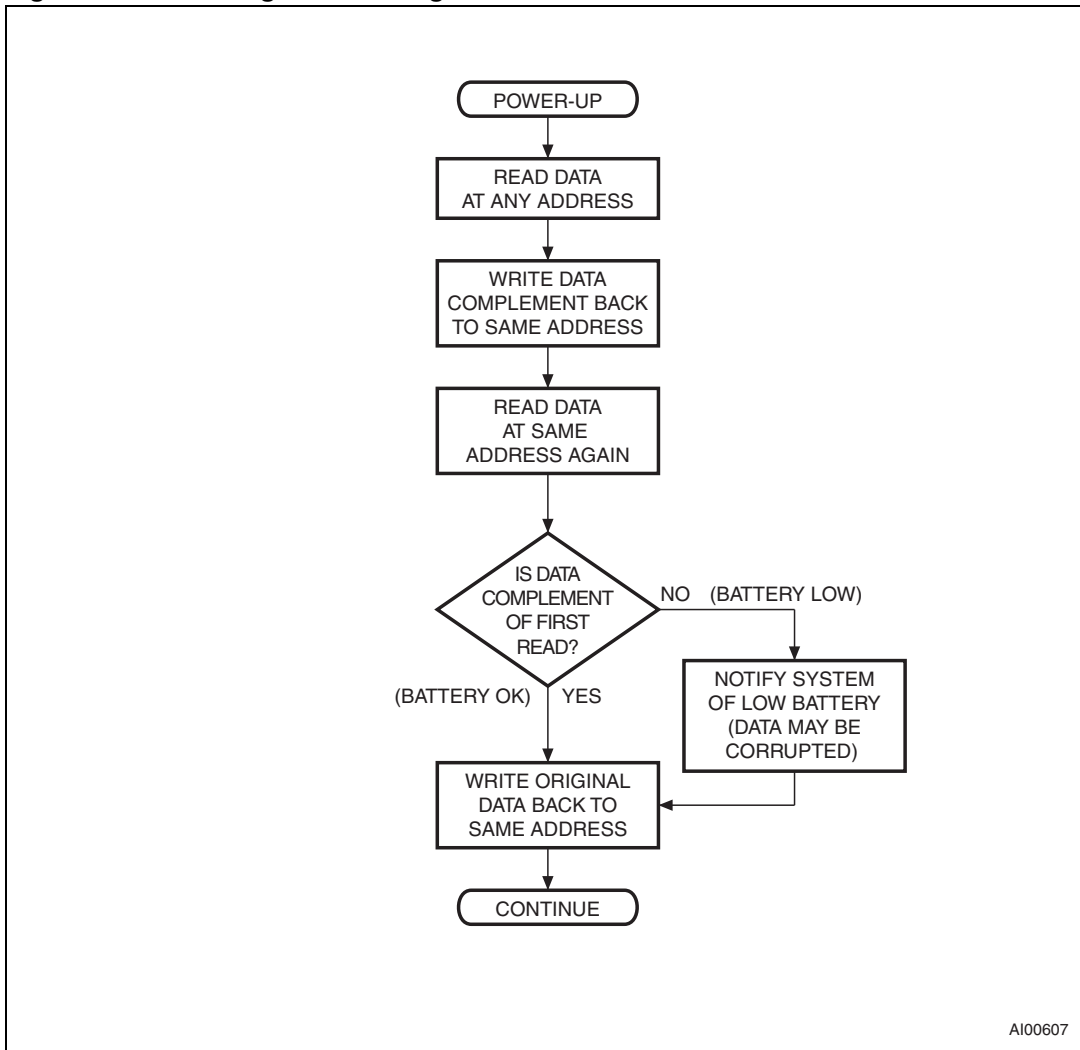 POWER-UP
READ DATA
AT ANY ADDRESS
WRITE DATA
COMPLEMENT BACK
TO SAME ADDRESS
READ DATA
AT SAME
ADDRESS AGAIN
IS DATA
COMPLEMENT
OF FIRST
READ?
NO (BATTERY LOW)
NOTIFY SYSTEM
OF LOW BATTERY
(DATA MAY BE
CORRUPTED)
(BATTERY OK) YES
WRITE ORIGINAL
DATA BACK TO
SAME ADDRESS
CONTINUE
AI00607